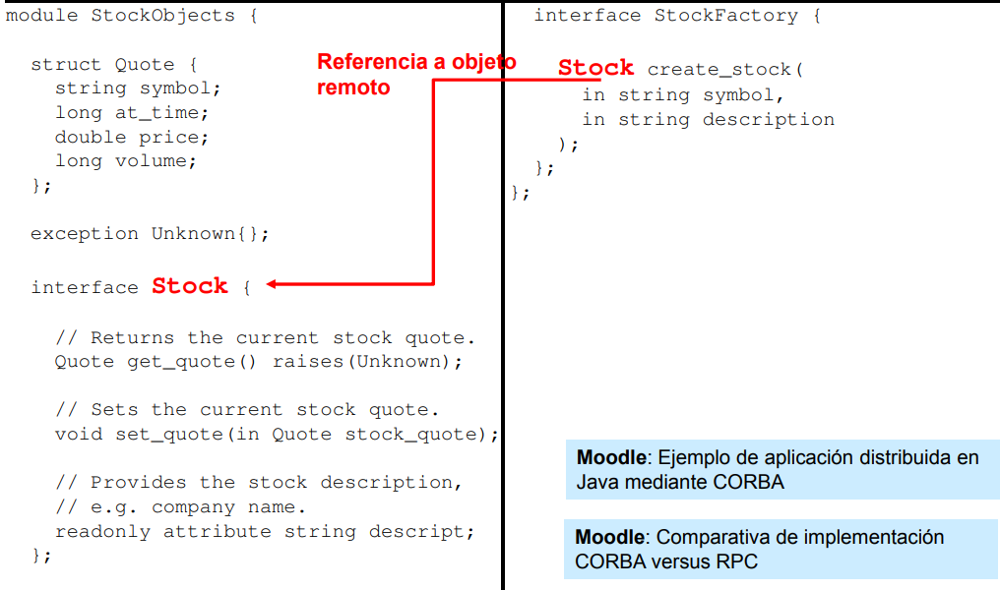 module StockObjects {
struct Quote {
string symbol;
long at_time;
double price;
long volume;
};
exception Unknown{};
interface Stock {
// Returns the current stock quote.
Quote get_quote() raises(Unknown);
// Sets the current stock quote.
void set_quote(in Quote stock_quote);
// Provides the stock description,
// e.g. company name.
readonly attribute string descript;
};
Referencia a objeto
remoto
interface StockFactory {
Stock create_stock(
in string symbol,
in string description
);
};
};
Moodle: Ejemplo de aplicación distribuida en
Java mediante CORBA
Moodle: Comparativa de implementación
CORBA versus RPC